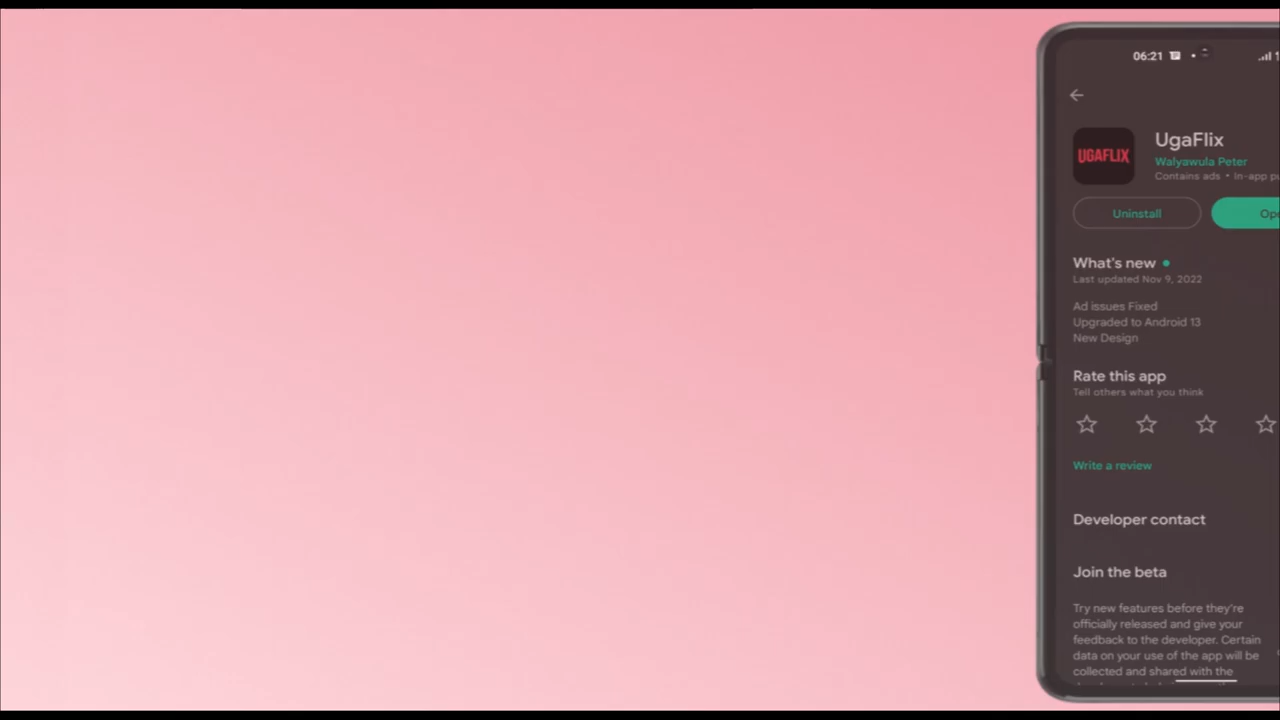 06:21
UgaFlix
UGAFLIX
Walyawula Peter
Contains ads • In-app
Uninstall
What's new
Last updated Nov 9, 2022
Ad issues Fixed
Upgraded to Android 13
New Design
Rate this app
Tell others what you think
Write a review
Developer contact
Join the beta
Try new features before they're
officially released and give your
feedback to the developer. Certain
data on your use of the app will be
collected and shared with the